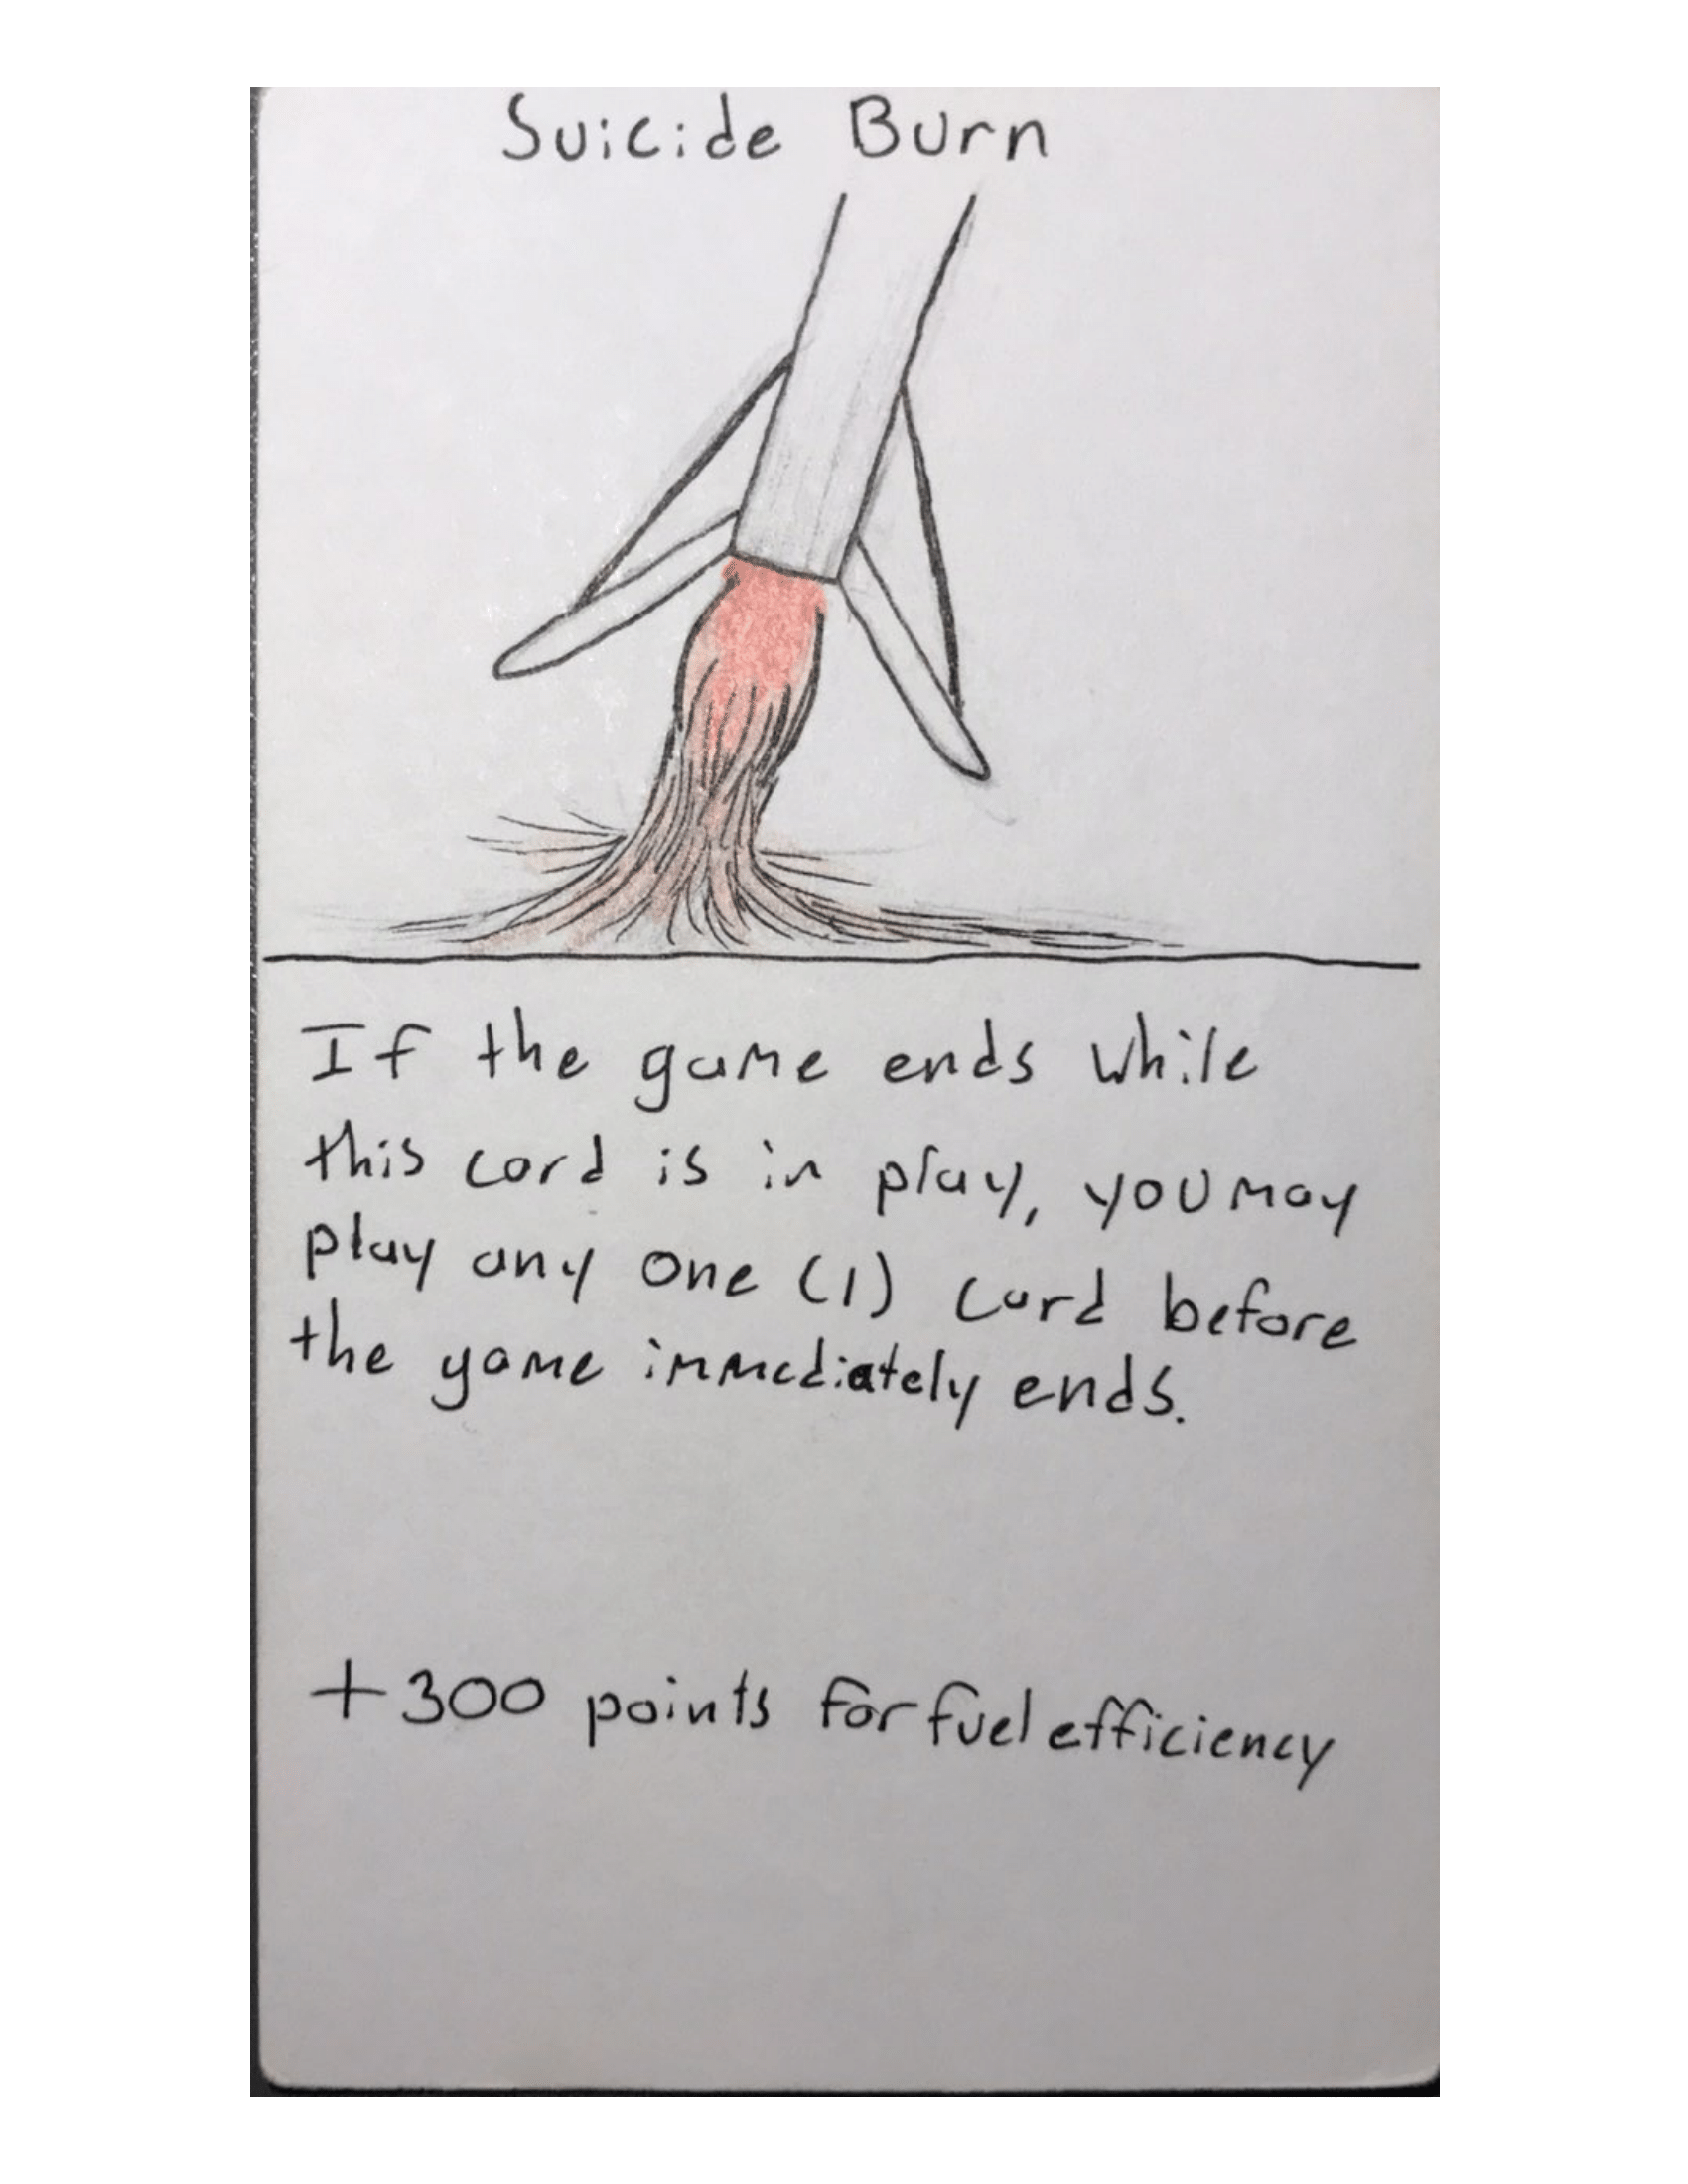 Suicide Burn
If the game ends while
this card is in play, you may
play any one (1) card before
the game immediately ends.
+300 points for fuel efficiency